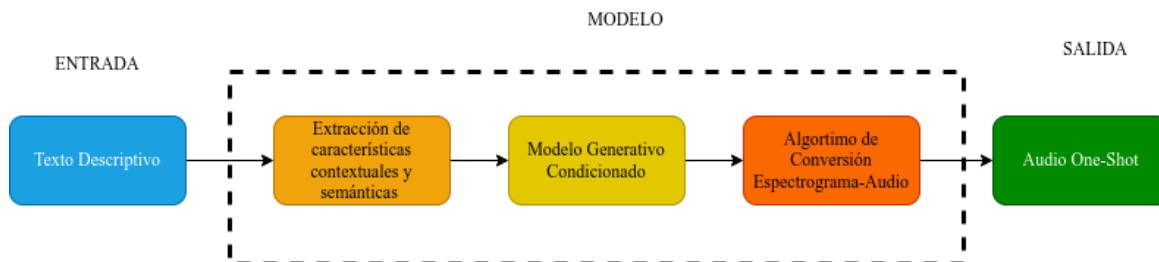 MODELO
ENTRADA
SALIDA
Texto Descriptivo
Extracción de
características
contextuales y
semánticas
Modelo Generativo
Condicionado
Algortimo de
Conversión
Espectrograma-Audio
Audio One-Shot